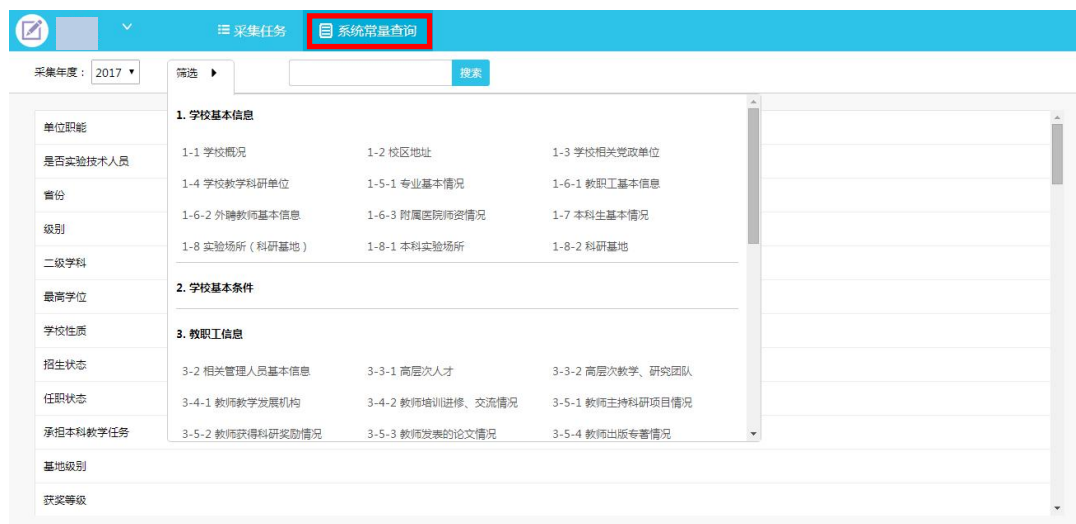 采集任务 系统常量查询
采集年度： 2017 筛选 搜索
单位职能
是否实验技术人员
省份
级别
二级学科
最高学位
学校性质
招生状态
任职状态
承担本科教学任务
基地级别
获奖等级
1. 学校基本信息
1-1 学校概况 1-2 校区地址 1-3 学校相关党政单位
1-4 学校教学科研单位 1-5-1 专业基本情况 1-6-1 教职工基本信息
1-6-2 外聘教师基本信息 1-6-3 附属医院师资情况 1-7 本科生基本情况
1-8 实验场所（科研基地） 1-8-1 本科实验场所 1-8-2 科研基地
2. 学校基本条件
3. 教职工信息
3-2 相关管理人员基本信息 3-3-1 高层次人才 3-3-2 高层次教学、研究团队
3-4-1 教师教学发展机构 3-4-2 教师培训进修、交流情况 3-5-1 教师主持科研项目情况
3-5-2 教师获得科研奖励情况 3-5-3 教师发表的论文情况 3-5-4 教师出版专著情况